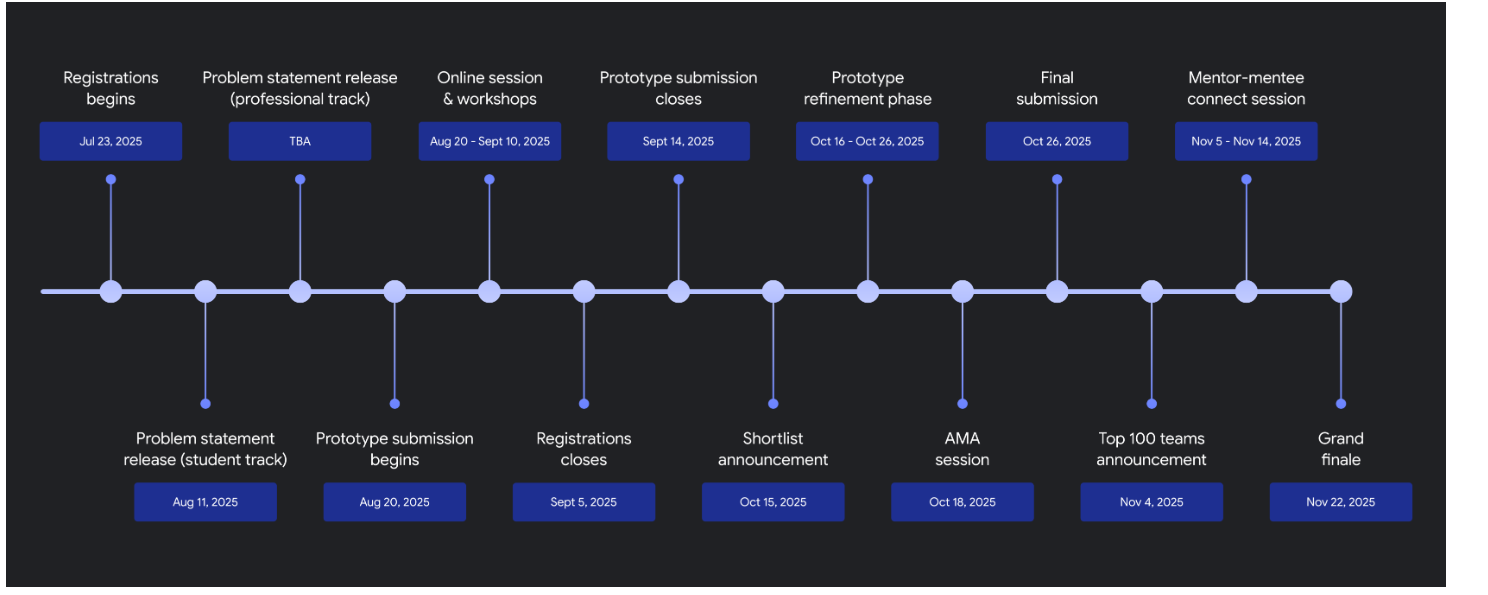 Registrations
begins
Jul 23, 2025
Problem statement release
(professional track)
TBA
Online session
& workshops
Aug 20 - Sept 10, 2025
Prototype submission
closes
Sept 14, 2025
Prototype
refinement phase
Oct 16 - Oct 26, 2025
Final
submission
Oct 26, 2025
Mentor-mentee
connect session
Nov 5 - Nov 14, 2025
Problem statement
release (student track)
Aug 11, 2025
Prototype submission
begins
Aug 20, 2025
Registrations
closes
Sept 5, 2025
Shortlist
announcement
Oct 15, 2025
AMA
session
Oct 18, 2025
Top 100 teams
announcement
Nov 4, 2025
Grand
finale
Nov 22, 2025